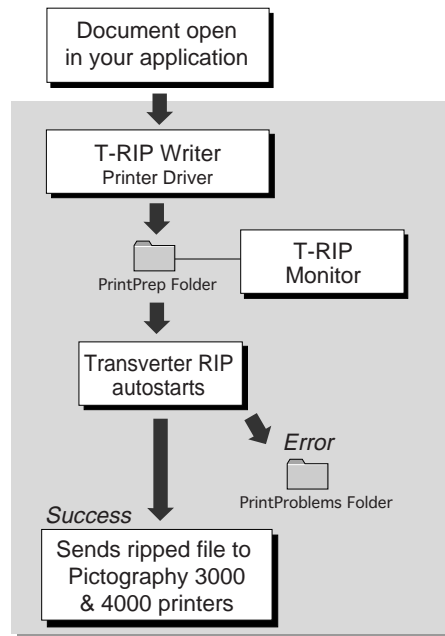 Document open
in your application
T-RIP Writer
Printer Driver
PrintPrep Folder
T-RIP
Monitor
Transverter RIP
autostarts
Error
PrintProblems Folder
Success
Sends ripped file to
Pictography 3000
& 4000 printers